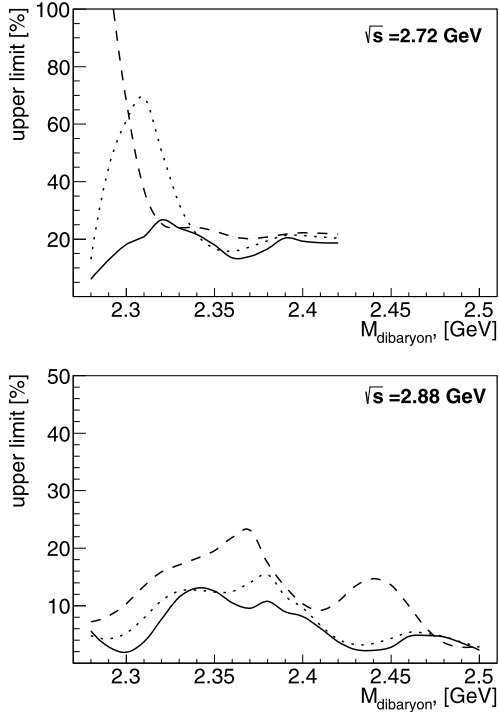 upper limit [%]
100
80
60
40
20
√s =2.72 GeV
2.3 2.35 2.4 2.45 2.5
M_dibaryon, [GeV]
upper limit [%]
50
40
30
20
10
√s =2.88 GeV
2.3 2.35 2.4 2.45 2.5
M_dibaryon, [GeV]